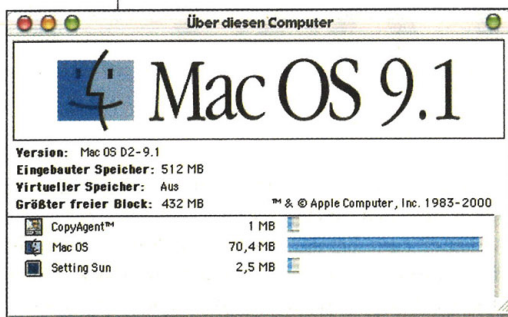 Über diesen Computer
Mac OS 9.1
Version: Mac OS D2-9.1
Eingebauter Speicher: 512 MB
Virtueller Speicher: Aus
Größter freier Block: 432 MB
™ & © Apple Computer, Inc. 1983-2000
CopyAgent™ 1 MB
Mac OS 70,4 MB
Setting Sun 2,5 MB